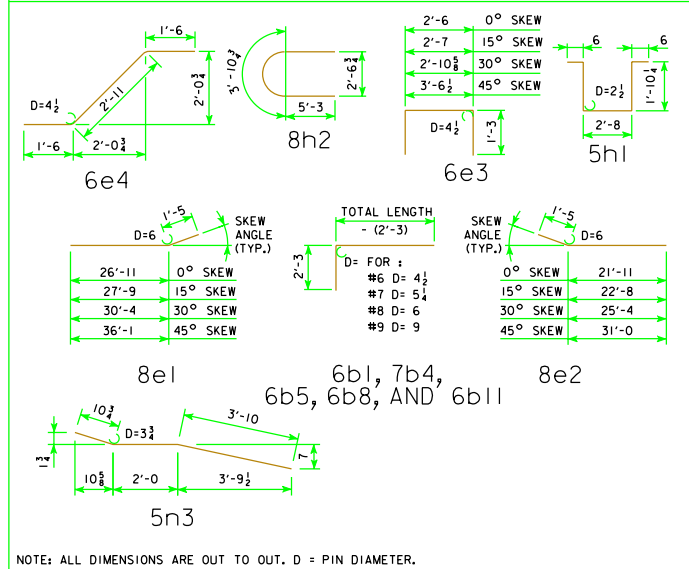 1'-6
D=4½
2'-11
2'-0¾
1'-6
2'-0¾
6e4
3'-10¾
5'-3
2'-6¾
8h2
2'-6 0° SKEW
2'-7 15° SKEW
2'-10⅝ 30° SKEW
3'-6½ 45° SKEW
D=4½
1'-3
6e3
6 6
D=2½
1'-10¼
2'-8
5h1
1'-5
D=6
SKEW
ANGLE
(TYP.)
26'-11 0° SKEW
27'-9 15° SKEW
30'-4 30° SKEW
36'-1 45° SKEW
8e1
TOTAL LENGTH
- (2'-3)
2'-3
D= FOR :
#6 D= 4½
#7 D= 5¼
#8 D= 6
#9 D= 9
6b1, 7b4,
6b5, 6b8, AND 6b11
SKEW
ANGLE
(TYP.)
1'-5
D=6
0° SKEW 21'-11
15° SKEW 22'-8
30° SKEW 25'-4
45° SKEW 31'-0
8e2
10¾
D=3¾
3'-10
1¾
7
10⅝
2'-0
3'-9½
5n3
NOTE: ALL DIMENSIONS ARE OUT TO OUT. D = PIN DIAMETER.